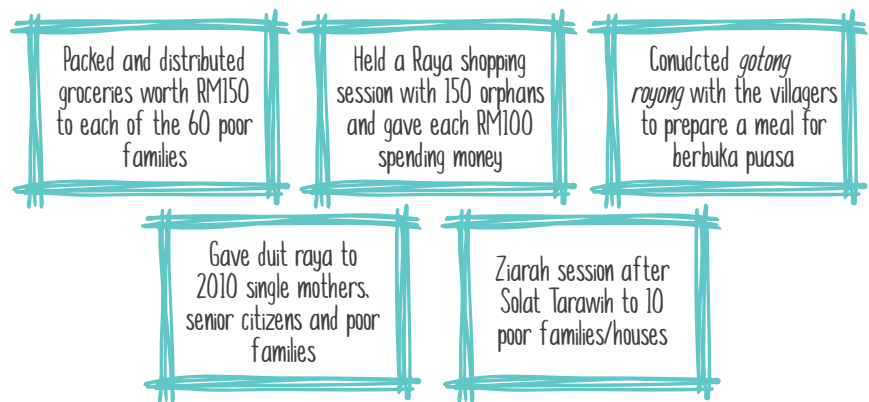 Packed and distributed
groceries worth RM150
to each of the 60 poor
families
Held a Raya shopping
session with 150 orphans
and gave each RM100
spending money
Conudcted gotong
royong with the villagers
to prepare a meal for
berbuka puasa
Gave duit raya to
2010 single mothers,
senior citizens and poor
families
Ziarah session after
Solat Tarawih to 10
poor families/houses